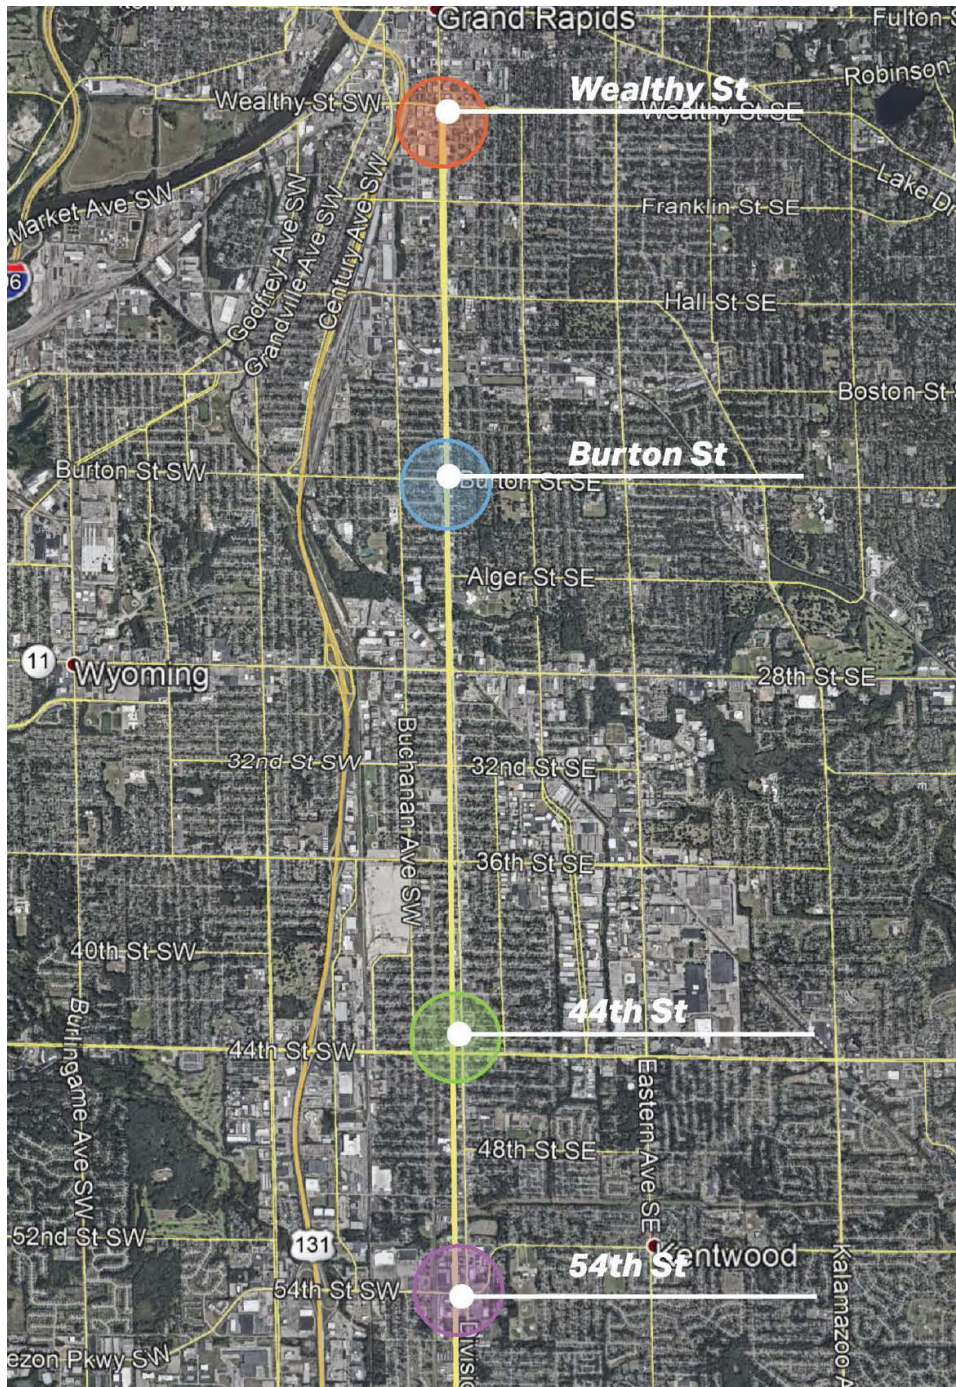 Grand Rapids
Fulton S
Wealthy St
Robinson
Wealthy St SW
Wealthy St SE
Lake Dr
Market Ave SW
Franklin St SE
Godfrey Ave SW
Grandville Ave SW
Century Ave SW
96
Hall St SE
Boston St
Burton St
Burton St SW
Burton St SE
Alger St SE
11
Wyoming
28th St SE
Buchanan Ave SW
32nd St SW
32nd St SE
36th St SE
40th St SW
44th St
44th St SW
Burlingame Ave SW
Eastern Ave SE
48th St SE
52nd St SW
131
Kentwood
54th St
54th St SW
Kalamazoo A
Divisio
ezon Pkwy SW